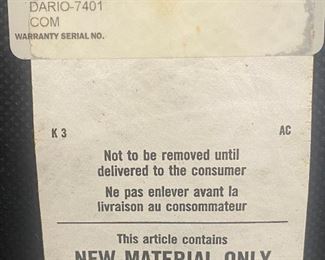 DARIO-7401
COM
WARRANTY SERIAL NO.
K 3 AC
Not to be removed until
delivered to the consumer
Ne pas enlever avant la
livraison au consommateur
This article contains
NEW MATERIAL ONLY